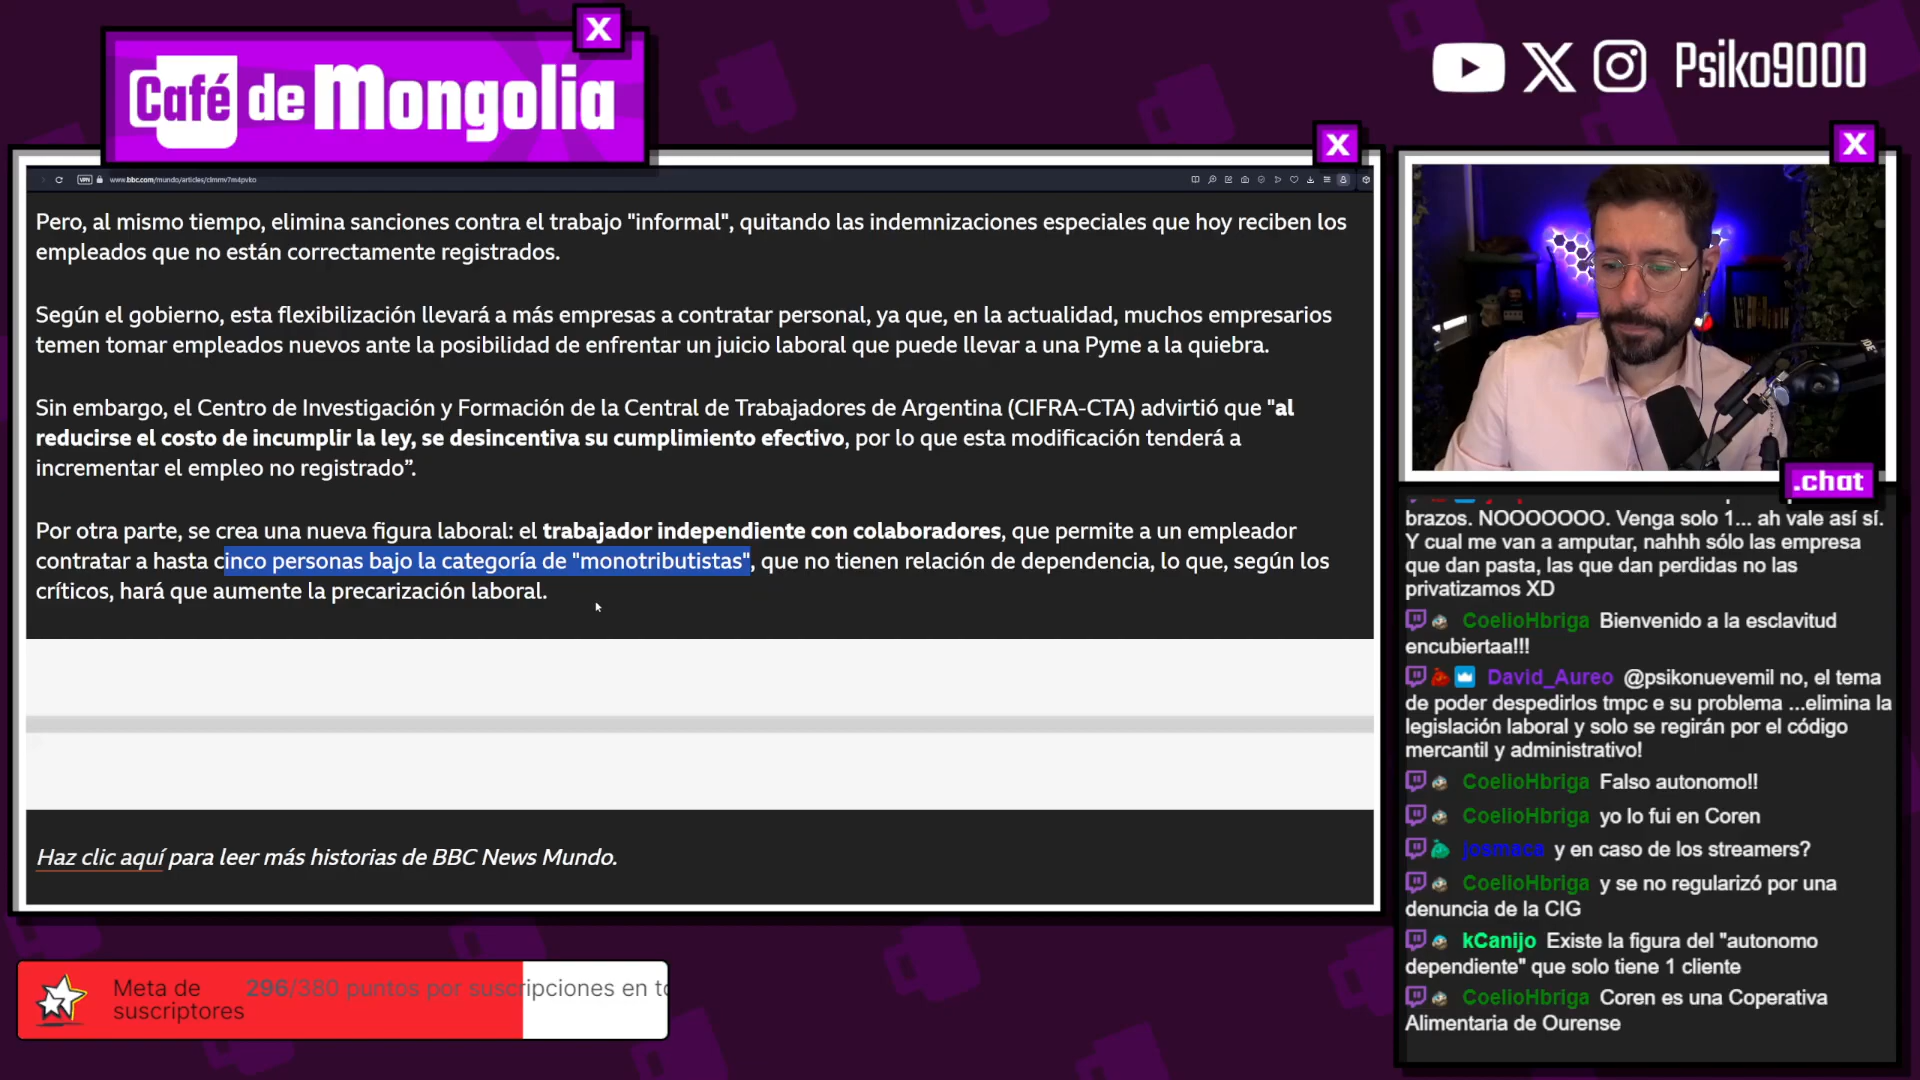 X
Café de Mongolia
Psiko9000
X
X
VPN www.bbc.com/mundo/articles/clmmv7m4pvko
Pero, al mismo tiempo, elimina sanciones contra el trabajo "informal", quitando las indemnizaciones especiales que hoy reciben los
empleados que no están correctamente registrados.
Según el gobierno, esta flexibilización llevará a más empresas a contratar personal, ya que, en la actualidad, muchos empresarios
temen tomar empleados nuevos ante la posibilidad de enfrentar un juicio laboral que puede llevar a una Pyme a la quiebra.
Sin embargo, el Centro de Investigación y Formación de la Central de Trabajadores de Argentina (CIFRA-CTA) advirtió que "al
reducirse el costo de incumplir la ley, se desincentiva su cumplimiento efectivo, por lo que esta modificación tenderá a
incrementar el empleo no registrado”.
Por otra parte, se crea una nueva figura laboral: el trabajador independiente con colaboradores, que permite a un empleador
contratar a hasta cinco personas bajo la categoría de "monotributistas", que no tienen relación de dependencia, lo que, según los
críticos, hará que aumente la precarización laboral.
Haz clic aquí para leer más historias de BBC News Mundo.
Meta de
suscriptores
296/380 puntos por suscripciones en to
.chat
brazos. NOOOOOOO. Venga solo 1... ah vale así sí.
Y cual me van a amputar, nahhh sólo las empresa
que dan pasta, las que dan perdidas no las
privatizamos XD
CoelioHbriga Bienvenido a la esclavitud
encubiertaa!!!
David_Aureo @psikonuevemil no, el tema
de poder despedirlos tmpc e su problema ...elimina la
legislación laboral y solo se regirán por el código
mercantil y administrativo!
CoelioHbriga Falso autonomo!!
CoelioHbriga yo lo fui en Coren
josmaca y en caso de los streamers?
CoelioHbriga y se no regularizó por una
denuncia de la CIG
kCanijo Existe la figura del "autonomo
dependiente" que solo tiene 1 cliente
CoelioHbriga Coren es una Coperativa
Alimentaria de Ourense